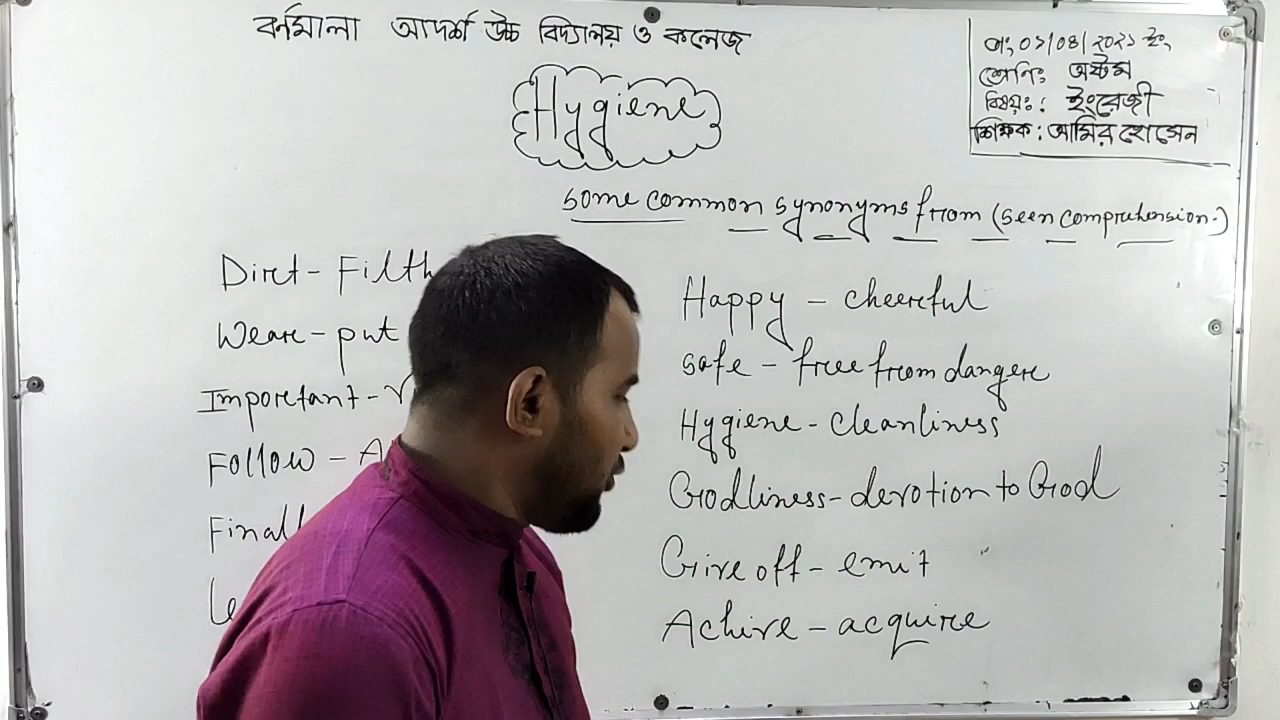 বর্নমালা আদর্শ উচ্চ বিদ্যালয় ও কলেজ
তাং ০১/০৪/২০২১ ইং
শ্রেনিঃ অষ্টম
বিষয়ঃ: ইংরেজী
শিক্ষক: আমির হোসেন
Hygiene
Some common synonyms from (seen comprehension.)
Dirt - Filth
Wear - put
Important -
Follow -
Happy - cheerful
safe - free from danger
Hygiene - cleanliness
Godliness - devotion to God
Give off - emit
Achive - acquire